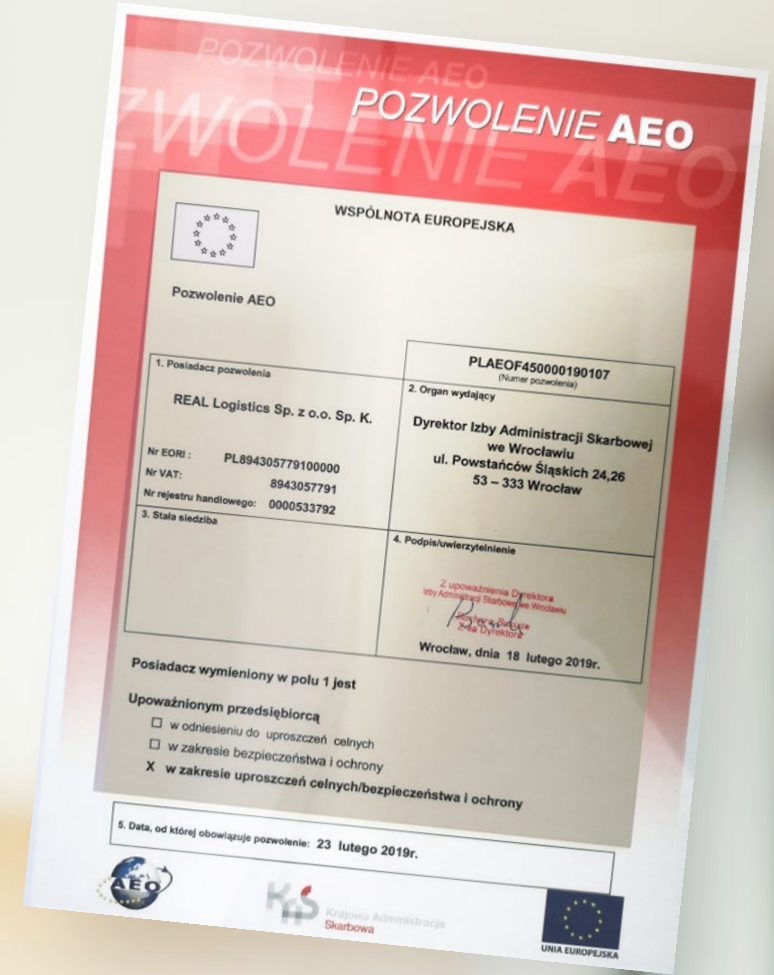 POZWOLENIE AEO
POZWOLENIE AEO
ZWOLENIE AEO
WSPÓLNOTA EUROPEJSKA
Pozwolenie AEO
PLAEOF450000190107
(Numer pozwolenia)
1. Posiadacz pozwolenia
REAL Logistics Sp. z o.o. Sp. K.
Nr EORI : PL894305779100000
Nr VAT: 8943057791
Nr rejestru handlowego: 0000533792
2. Organ wydający
Dyrektor Izby Administracji Skarbowej
we Wrocławiu
ul. Powstańców Śląskich 24,26
53 – 333 Wrocław
3. Stała siedziba
4. Podpis/uwierzytelnienie
Z upoważnienia Dyrektora
Izby Administracji Skarbowej we Wrocławiu
Z-ca Dyrektora
Wrocław, dnia 18 lutego 2019r.
Posiadacz wymieniony w polu 1 jest
Upoważnionym przedsiębiorcą
☐ w odniesieniu do uproszczeń celnych
☐ w zakresie bezpieczeństwa i ochrony
X w zakresie uproszczeń celnych/bezpieczeństwa i ochrony
5. Data, od której obowiązuje pozwolenie: 23 lutego 2019r.
AEO
KAS
Krajowa Administracja
Skarbowa
UNIA EUROPEJSKA